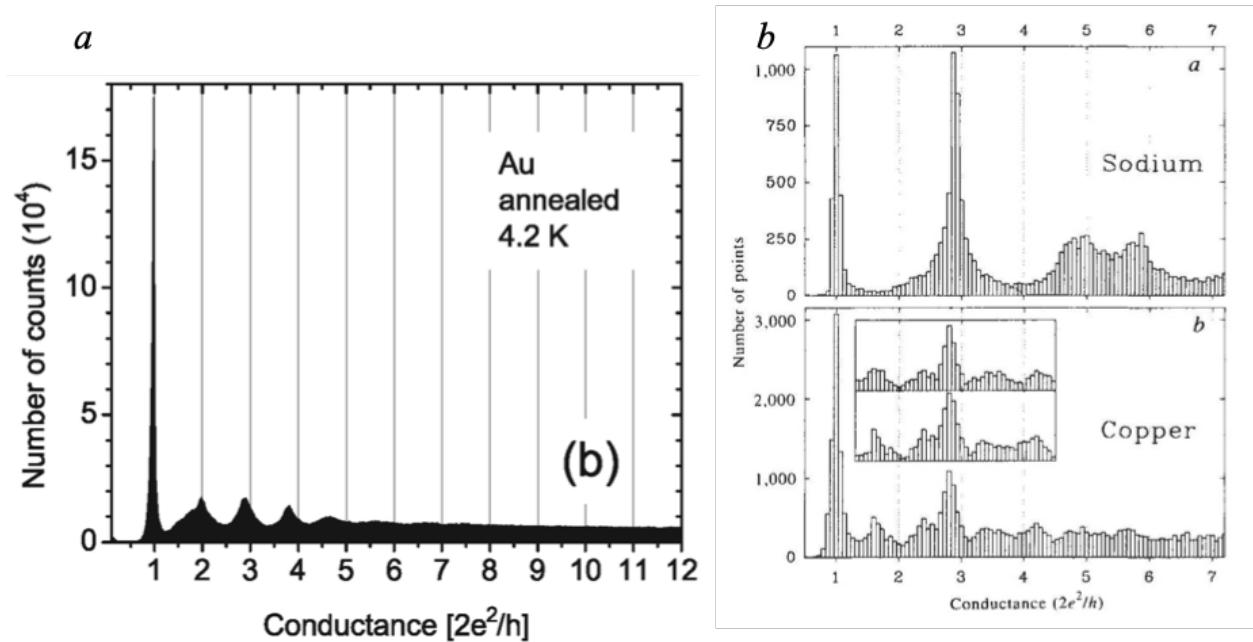 a
15
10
5
0
Number of counts (10⁴)
Au
annealed
4.2 K
(b)
1 2 3 4 5 6 7 8 9 10 11 12
Conductance [2e²/h]
b
1 2 3 4 5 6 7
a
1,000
750
500
250
0
Sodium
Number of points
b
3,000
2,000
1,000
0
Copper
1 2 3 4 5 6 7
Conductance (2e²/h)